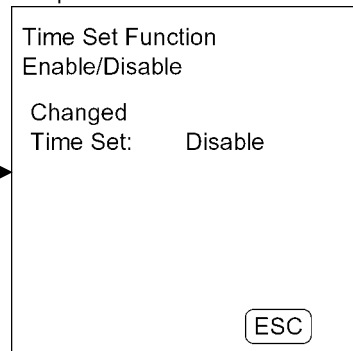 Time Set Function
Enable/Disable
Changed
Time Set: Disable
ESC